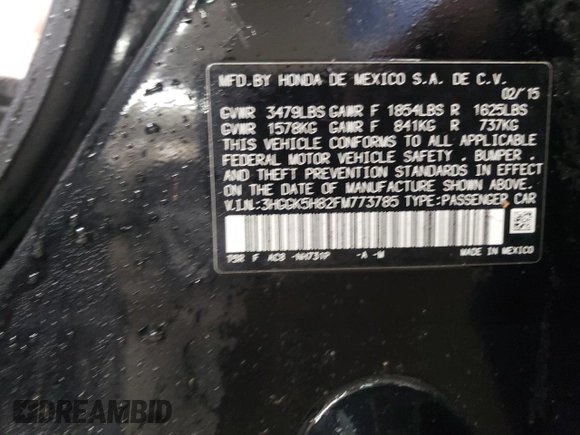 MFD.BY HONDA DE MEXICO S.A. DE C.V.
02/'15
GVWR 3479LBS GAWR F 1854LBS R 1625LBS
GVWR 1578KG GAWR F 841KG R 737KG
THIS VEHICLE CONFORMS TO ALL APPLICABLE
FEDERAL MOTOR VEHICLE SAFETY . BUMPER .
AND THEFT PREVENTION STANDARDS IN EFFECT
ON THE DATE OF MANUFACTURE SHOWN ABOVE.
V.I.N.:3HGGK5H82FM773785 TYPE:PASSENGER CAR
F AC8 -NH731P -A -W
MADE IN MEXICO
DREAMBID